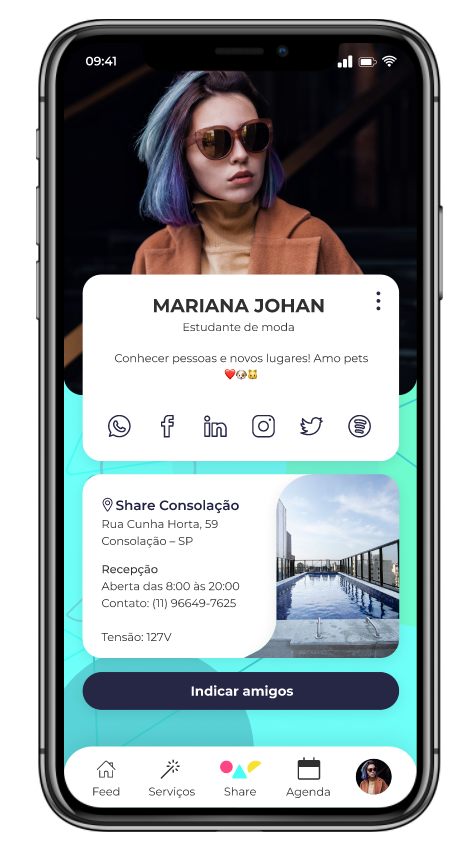 09:41
MARIANA JOHAN
Estudante de moda
Conhecer pessoas e novos lugares! Amo pets
❤️🐶🐱
Share Consolação
Rua Cunha Horta, 59
Consolação – SP
Recepção
Aberta das 8:00 às 20:00
Contato: (11) 96649-7625
Tensão: 127V
Indicar amigos
Feed
Serviços
Share
Agenda